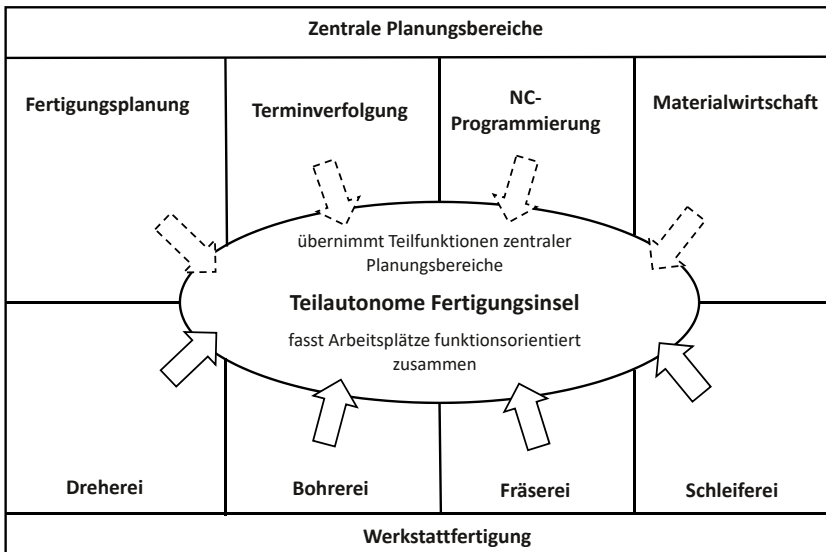 Zentrale Planungsbereiche
Fertigungsplanung
Terminverfolgung
NC-
Programmierung
Materialwirtschaft
übernimmt Teilfunktionen zentraler
Planungsbereiche
Teilautonome Fertigungsinsel
fasst Arbeitsplätze funktionsorientiert
zusammen
Dreherei
Bohrerei
Fräserei
Schleiferei
Werkstattfertigung